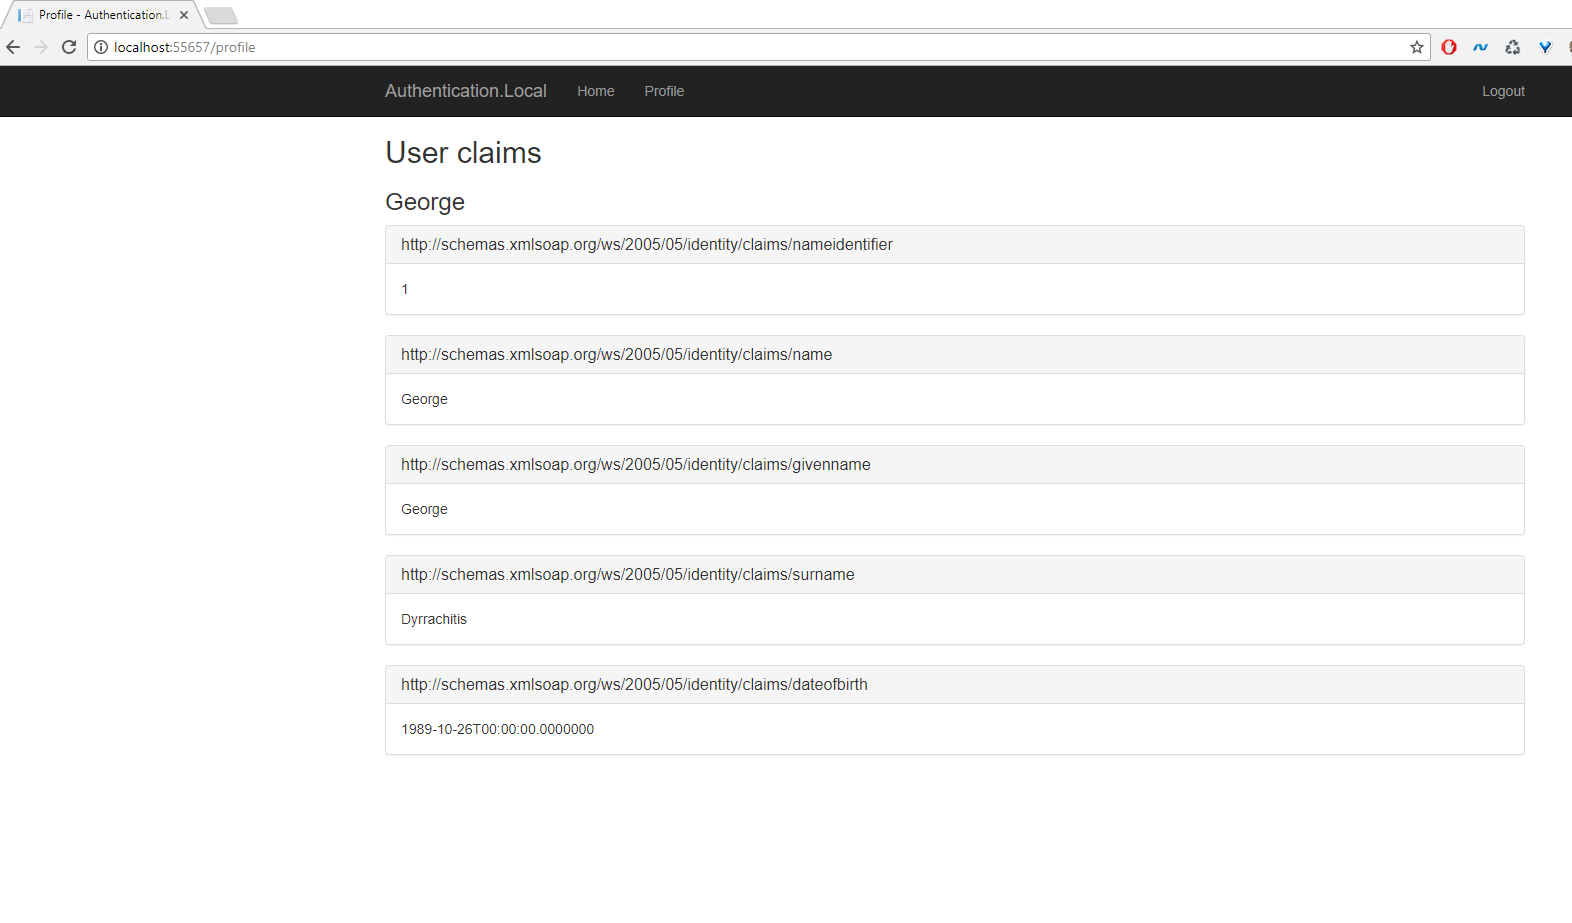 Profile - Authentication.L
localhost:55657/profile
Authentication.Local Home Profile Logout
User claims
George
http://schemas.xmlsoap.org/ws/2005/05/identity/claims/nameidentifier
1
http://schemas.xmlsoap.org/ws/2005/05/identity/claims/name
George
http://schemas.xmlsoap.org/ws/2005/05/identity/claims/givenname
George
http://schemas.xmlsoap.org/ws/2005/05/identity/claims/surname
Dyrrachitis
http://schemas.xmlsoap.org/ws/2005/05/identity/claims/dateofbirth
1989-10-26T00:00:00.0000000